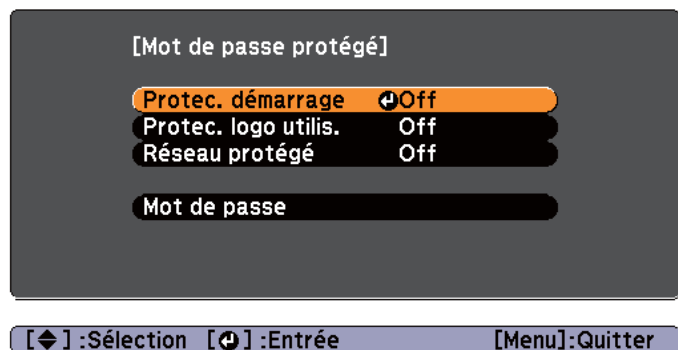 [Mot de passe protégé]
Protec. démarrage Off
Protec. logo utilis. Off
Réseau protégé Off
Mot de passe
[◆] :Sélection [⏎] :Entrée [Menu]:Quitter